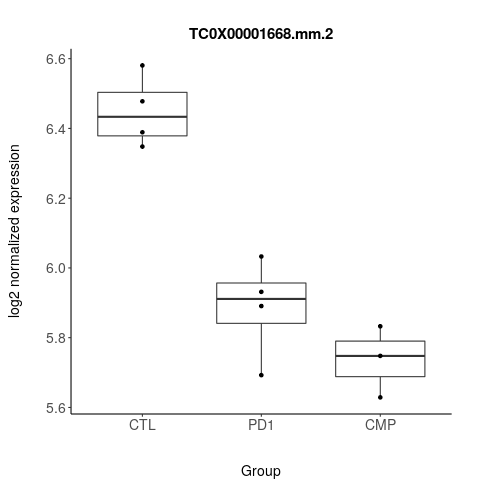 TC0X00001668.mm.2
log2 normalized expression
6.6
6.4
6.2
6.0
5.8
5.6
CTL PD1 CMP
Group